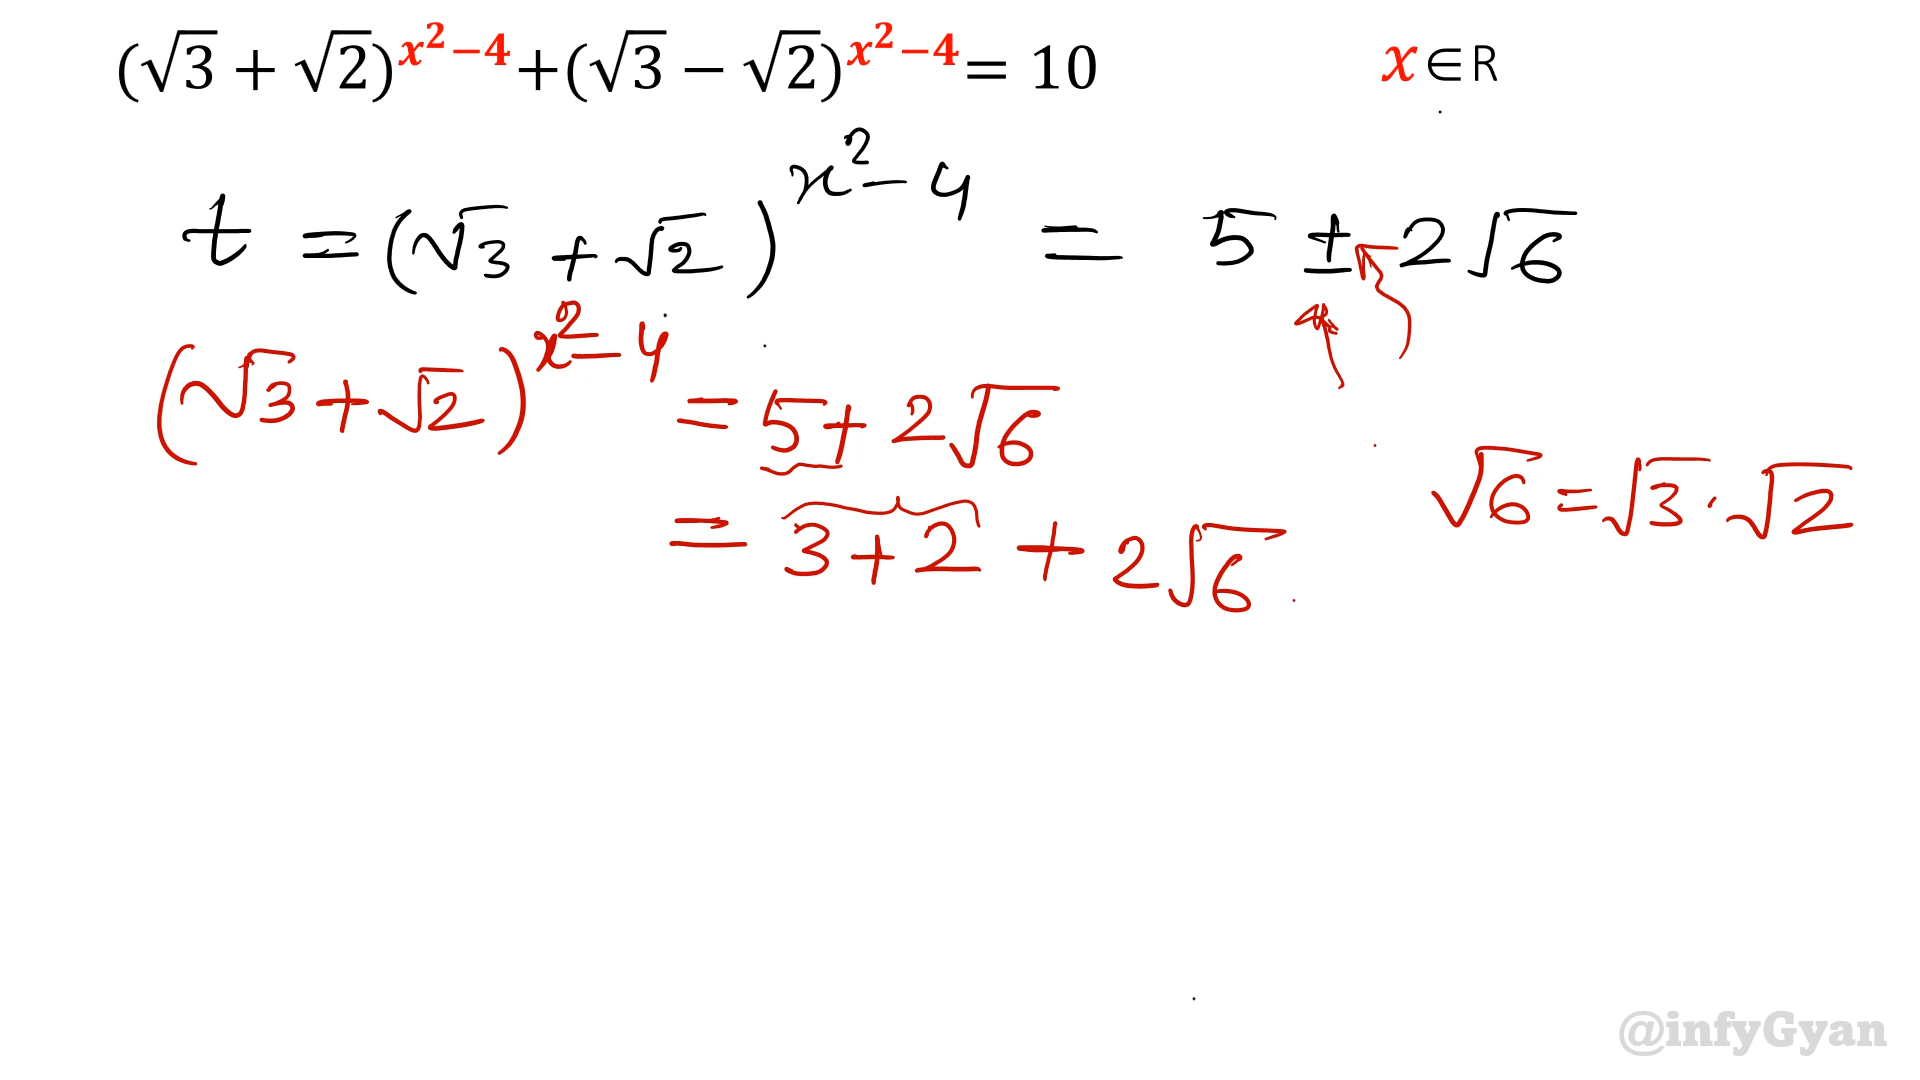 (√3 + √2)^(x²−4) + (√3 − √2)^(x²−4) = 10    x ∈ R
t = (√3 + √2)^(x²−4) = 5 ± 2√6
(√3 + √2)^(x²−4) = 5 + 2√6
√6 = √3 · √2
= 3 + 2 + 2√6
@infyGyan